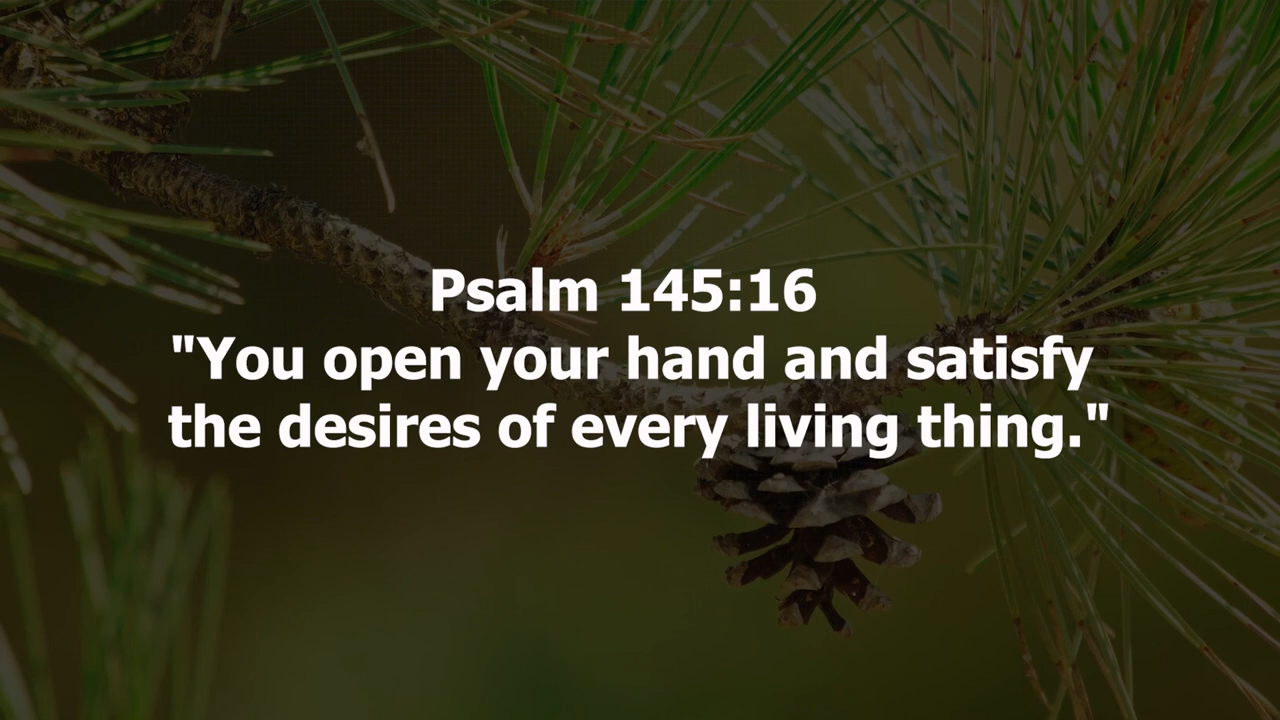 Psalm 145:16
"You open your hand and satisfy
the desires of every living thing."